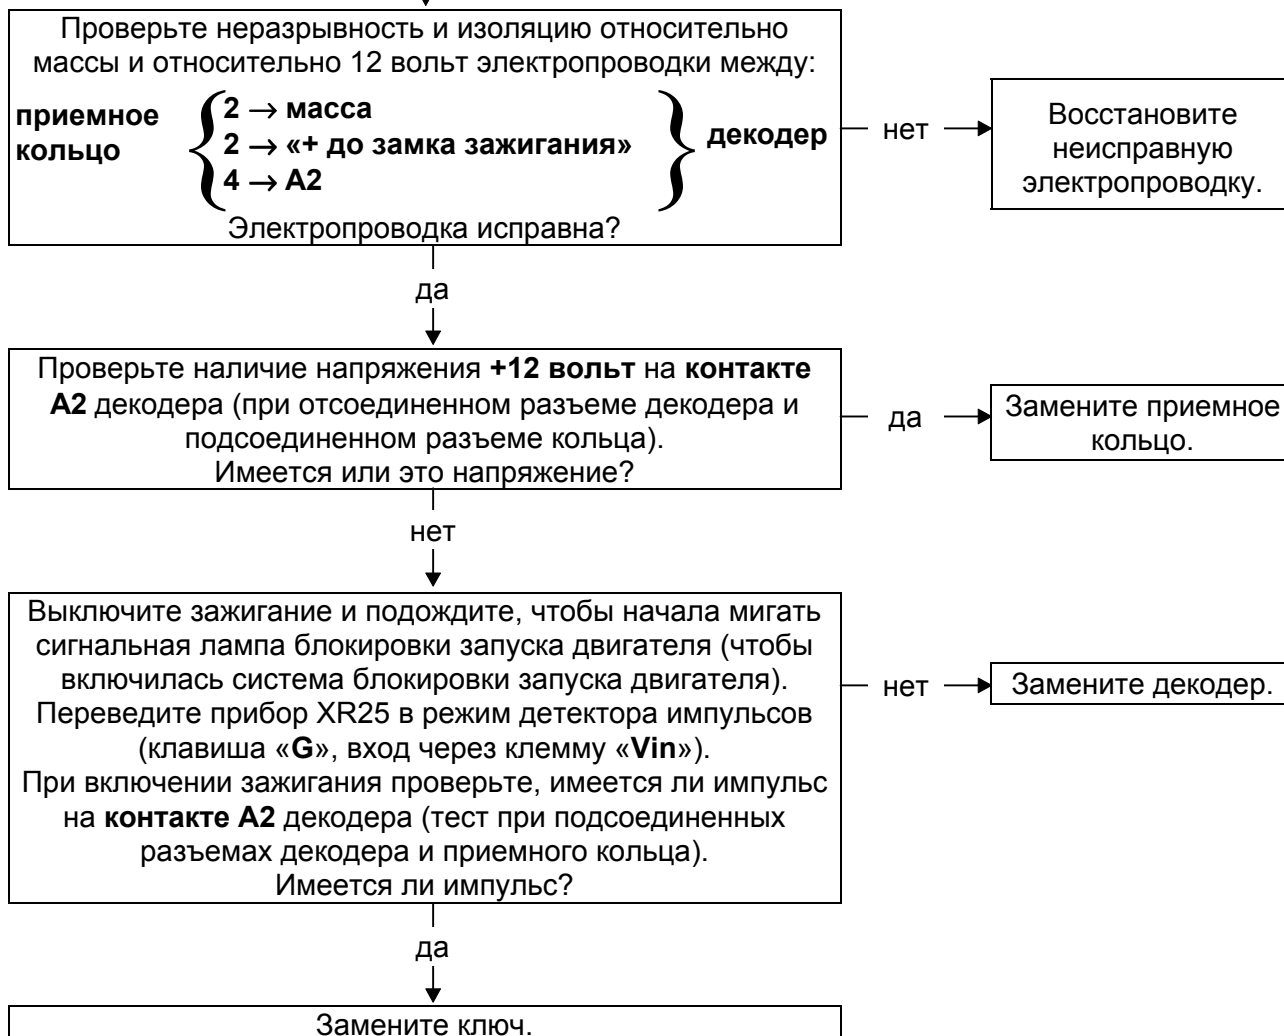 Проверьте неразрывность и изоляцию относительно
массы и относительно 12 вольт электропроводки между:
приемное
кольцо
2 → масса
2 → «+ до замка зажигания»
4 → А2
декодер
Электропроводка исправна?
нет
Восстановите
неисправную
электропроводку.
да
Проверьте наличие напряжения +12 вольт на контакте
А2 декодера (при отсоединенном разъеме декодера и
подсоединенном разъеме кольца).
Имеется или это напряжение?
да
Замените приемное
кольцо.
нет
Выключите зажигание и подождите, чтобы начала мигать
сигнальная лампа блокировки запуска двигателя (чтобы
включилась система блокировки запуска двигателя).
Переведите прибор XR25 в режим детектора импульсов
(клавиша «G», вход через клемму «Vin»).
При включении зажигания проверьте, имеется ли импульс
на контакте А2 декодера (тест при подсоединенных
разъемах декодера и приемного кольца).
Имеется ли импульс?
нет
Замените декодер.
да
Замените ключ.